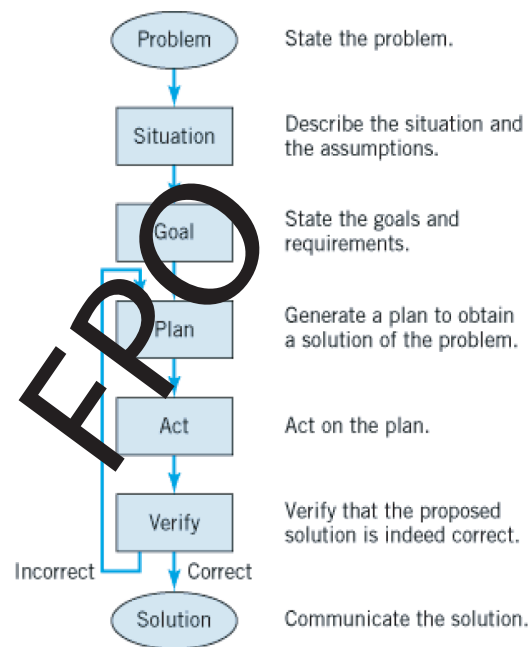 Problem
State the problem.
Situation
Describe the situation and
the assumptions.
Goal
State the goals and
requirements.
Plan
Generate a plan to obtain
a solution of the problem.
Act
Act on the plan.
Verify
Verify that the proposed
solution is indeed correct.
Incorrect
Correct
Solution
Communicate the solution.
FPO